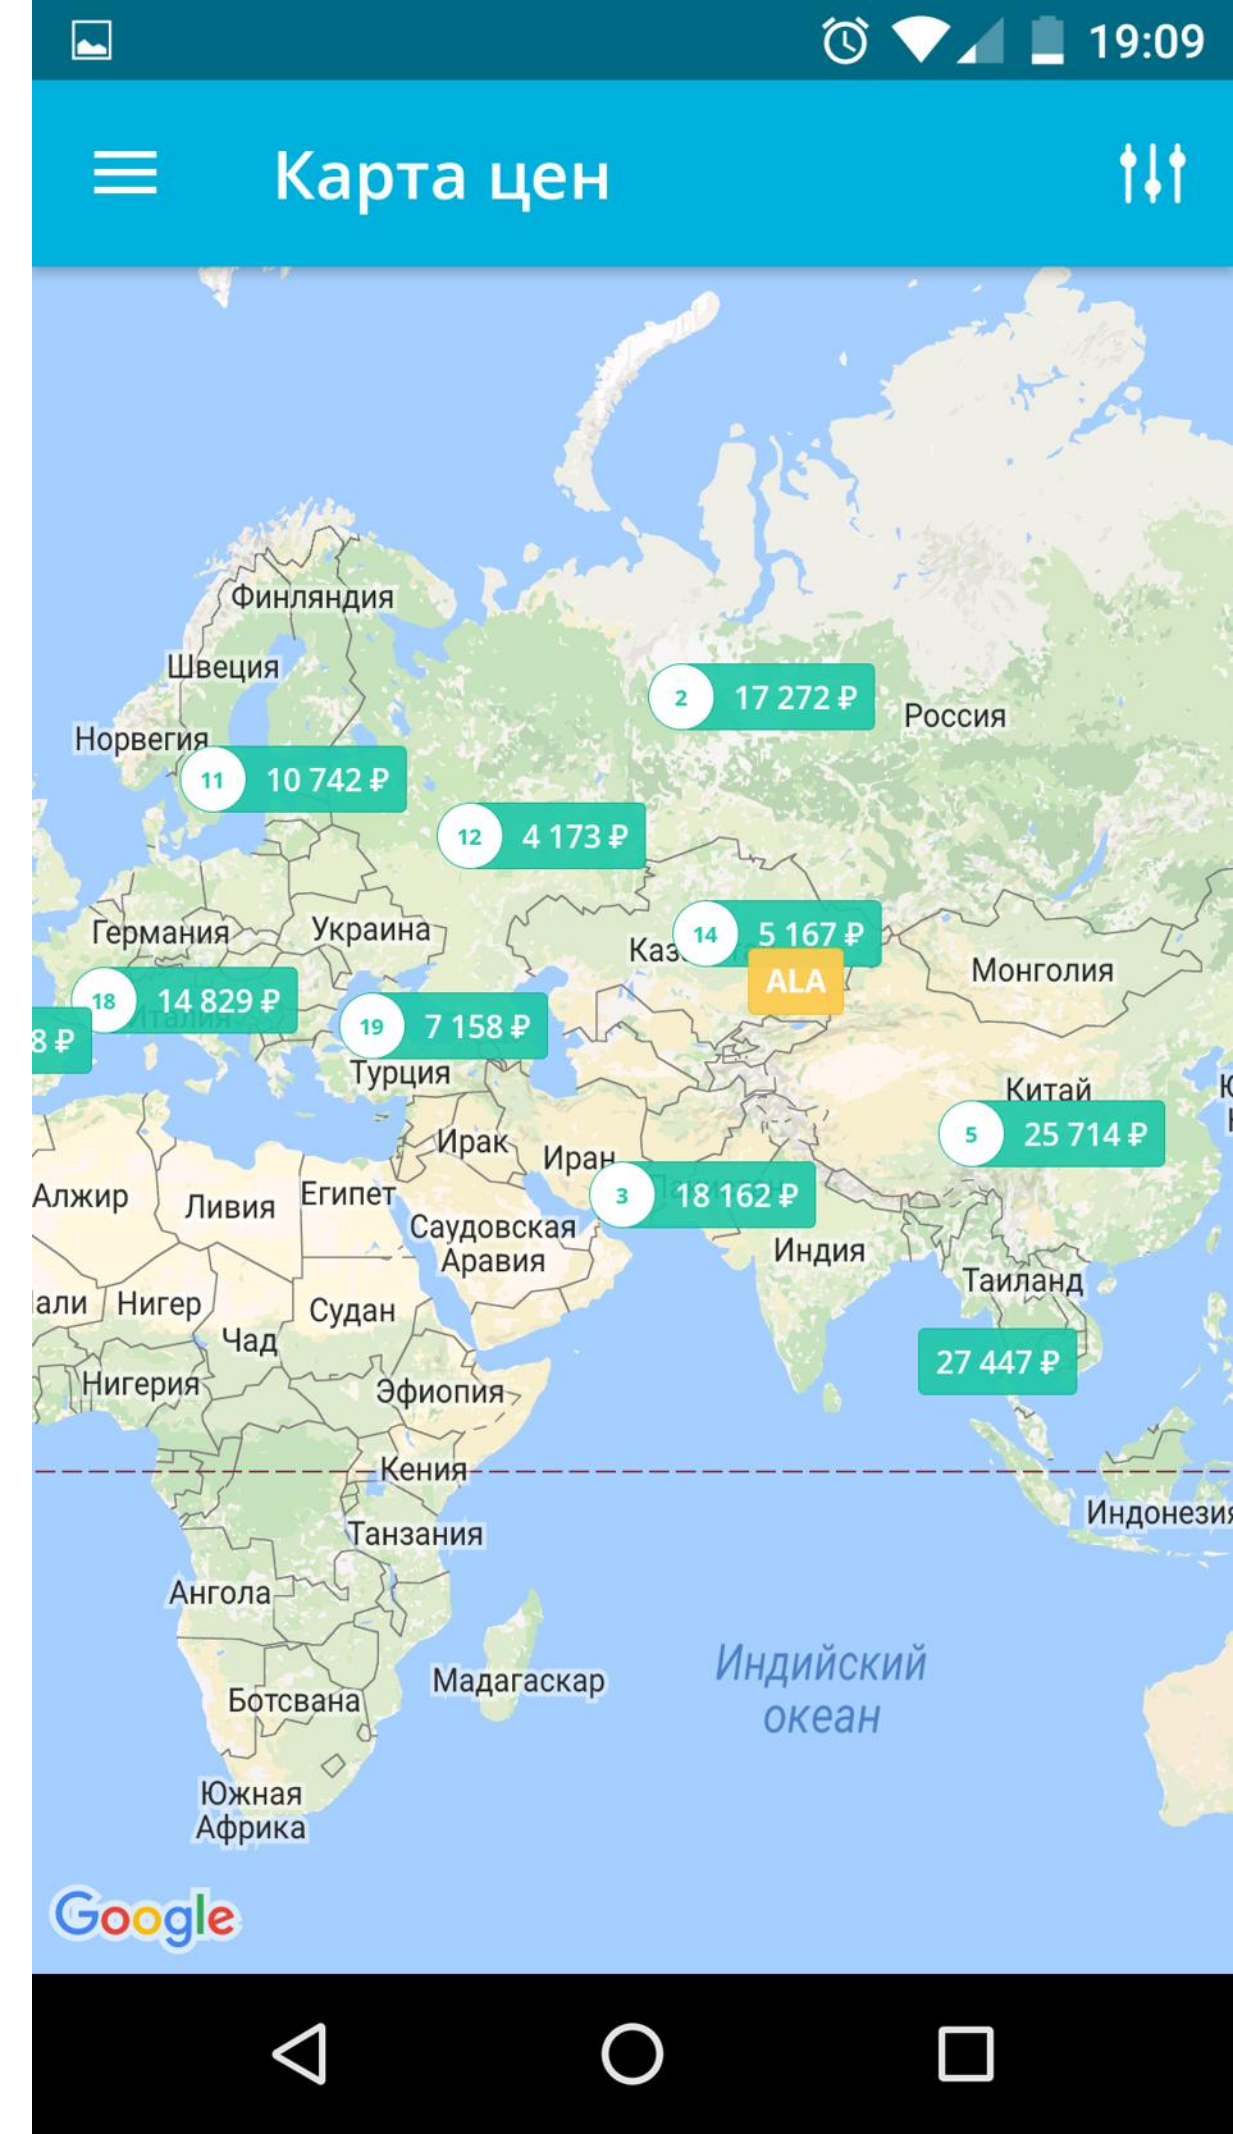 19:09
Карта цен
Финляндия
Швеция
2 17 272 ₽
Россия
Норвегия
11 10 742 ₽
12 4 173 ₽
Германия
Украина
14 5 167 ₽
Монголия
ALA
18 14 829 ₽
Италия
19 7 158 ₽
8 ₽
Турция
Китай
5 25 714 ₽
Ирак
Иран
3 18 162 ₽
Алжир
Ливия
Египет
Саудовская
Аравия
Индия
Таиланд
Нигер
Судан
Чад
27 447 ₽
Нигерия
Эфиопия
Кения
Индонезия
Танзания
Ангола
Индийский
океан
Мадагаскар
Ботсвана
Южная
Африка
Google